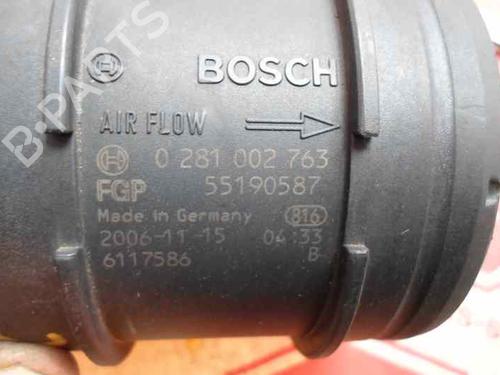 BOSCH
AIR FLOW
0 281 002 763
FGP 55190587
Made in Germany 816
2006-11-15 04:33
6117586 B
B-PARTS